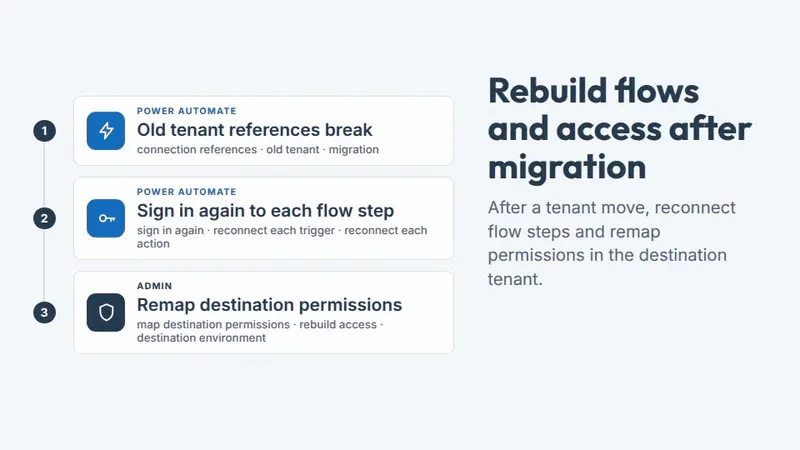 1
POWER AUTOMATE
Old tenant references break
connection references · old tenant · migration
2
POWER AUTOMATE
Sign in again to each flow step
sign in again · reconnect each trigger · reconnect each
action
3
ADMIN
Remap destination permissions
map destination permissions · rebuild access ·
destination environment
Rebuild flows
and access after
migration
After a tenant move, reconnect
flow steps and remap
permissions in the destination
tenant.